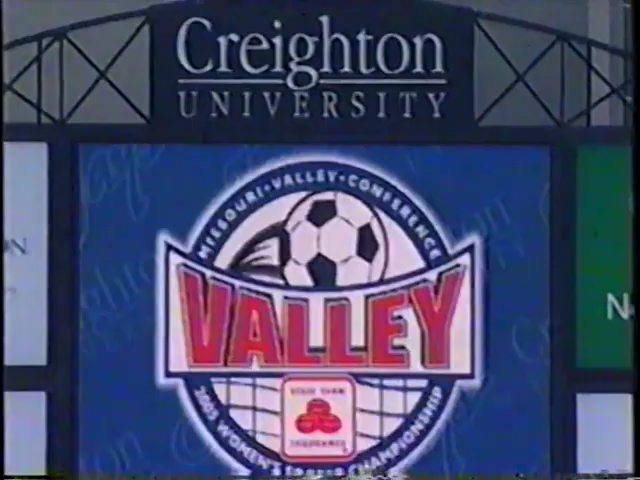 Creighton
UNIVERSITY
MISSOURI•VALLEY•CONFERENCE
VALLEY
STATE FARM
INSURANCE
2005 WOMEN'S SOCCER CHAMPIONSHIP
N